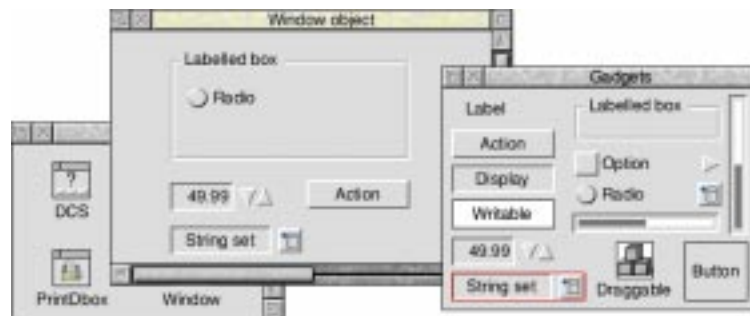 Window object
Labelled box
Radio
49.99
Action
String set
?
DCS
PrintDbox
Window
Gadgets
Label
Labelled box
Action
Display
Option
Writable
Radio
49.99
String set
Draggable
Button